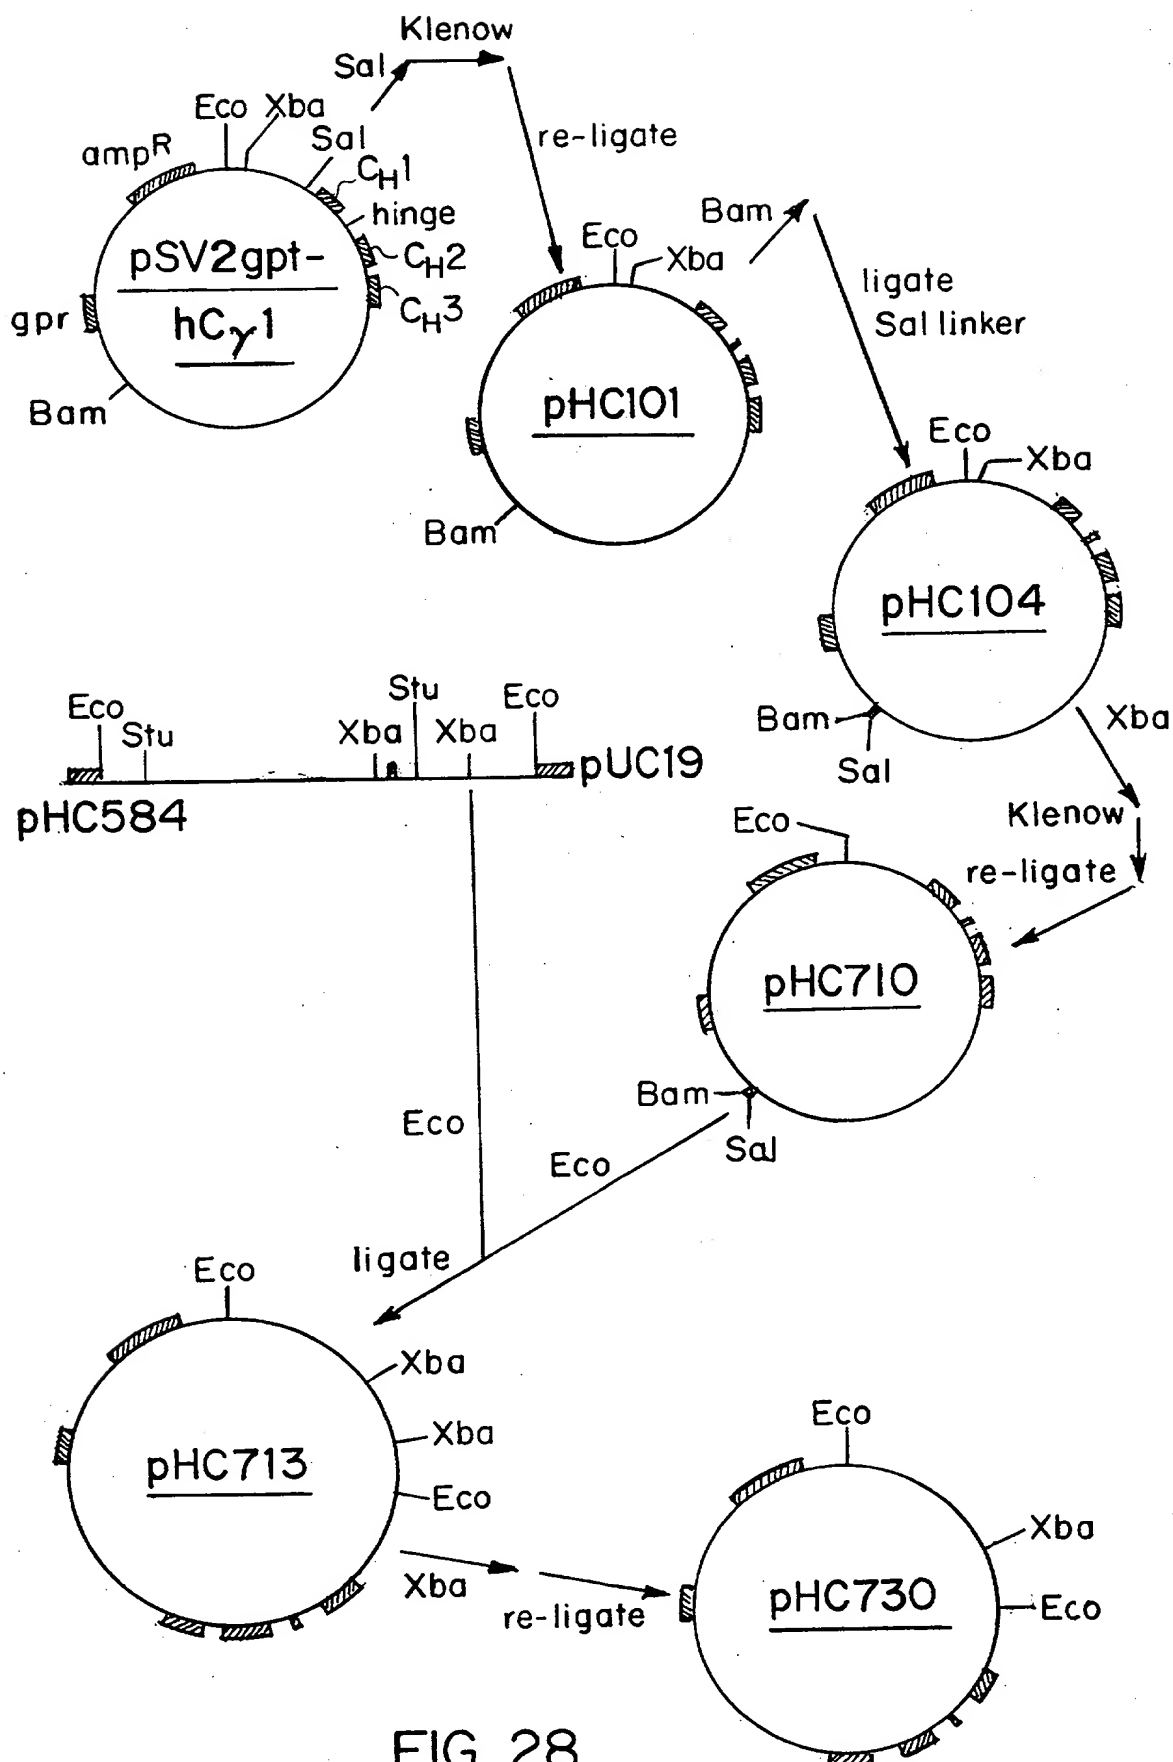 Klenow
Sal
Eco
Xba
Sal
ampR
CH1
hinge
CH2
CH3
re-ligate
pSV2gpt-
hCγ1
gpr
Bam
Eco
Xba
Bam
ligate
Sal linker
pHC101
Bam
Eco
Xba
pHC104
Bam
Sal
Xba
Klenow
re-ligate
Eco
Stu
Xba
Stu
Xba
Eco
pUC19
pHC584
Eco
pHC710
Bam
Sal
Eco
Eco
ligate
Eco
Xba
Xba
pHC713
Eco
Xba
re-ligate
Eco
Xba
pHC730
Eco
FIG. 28